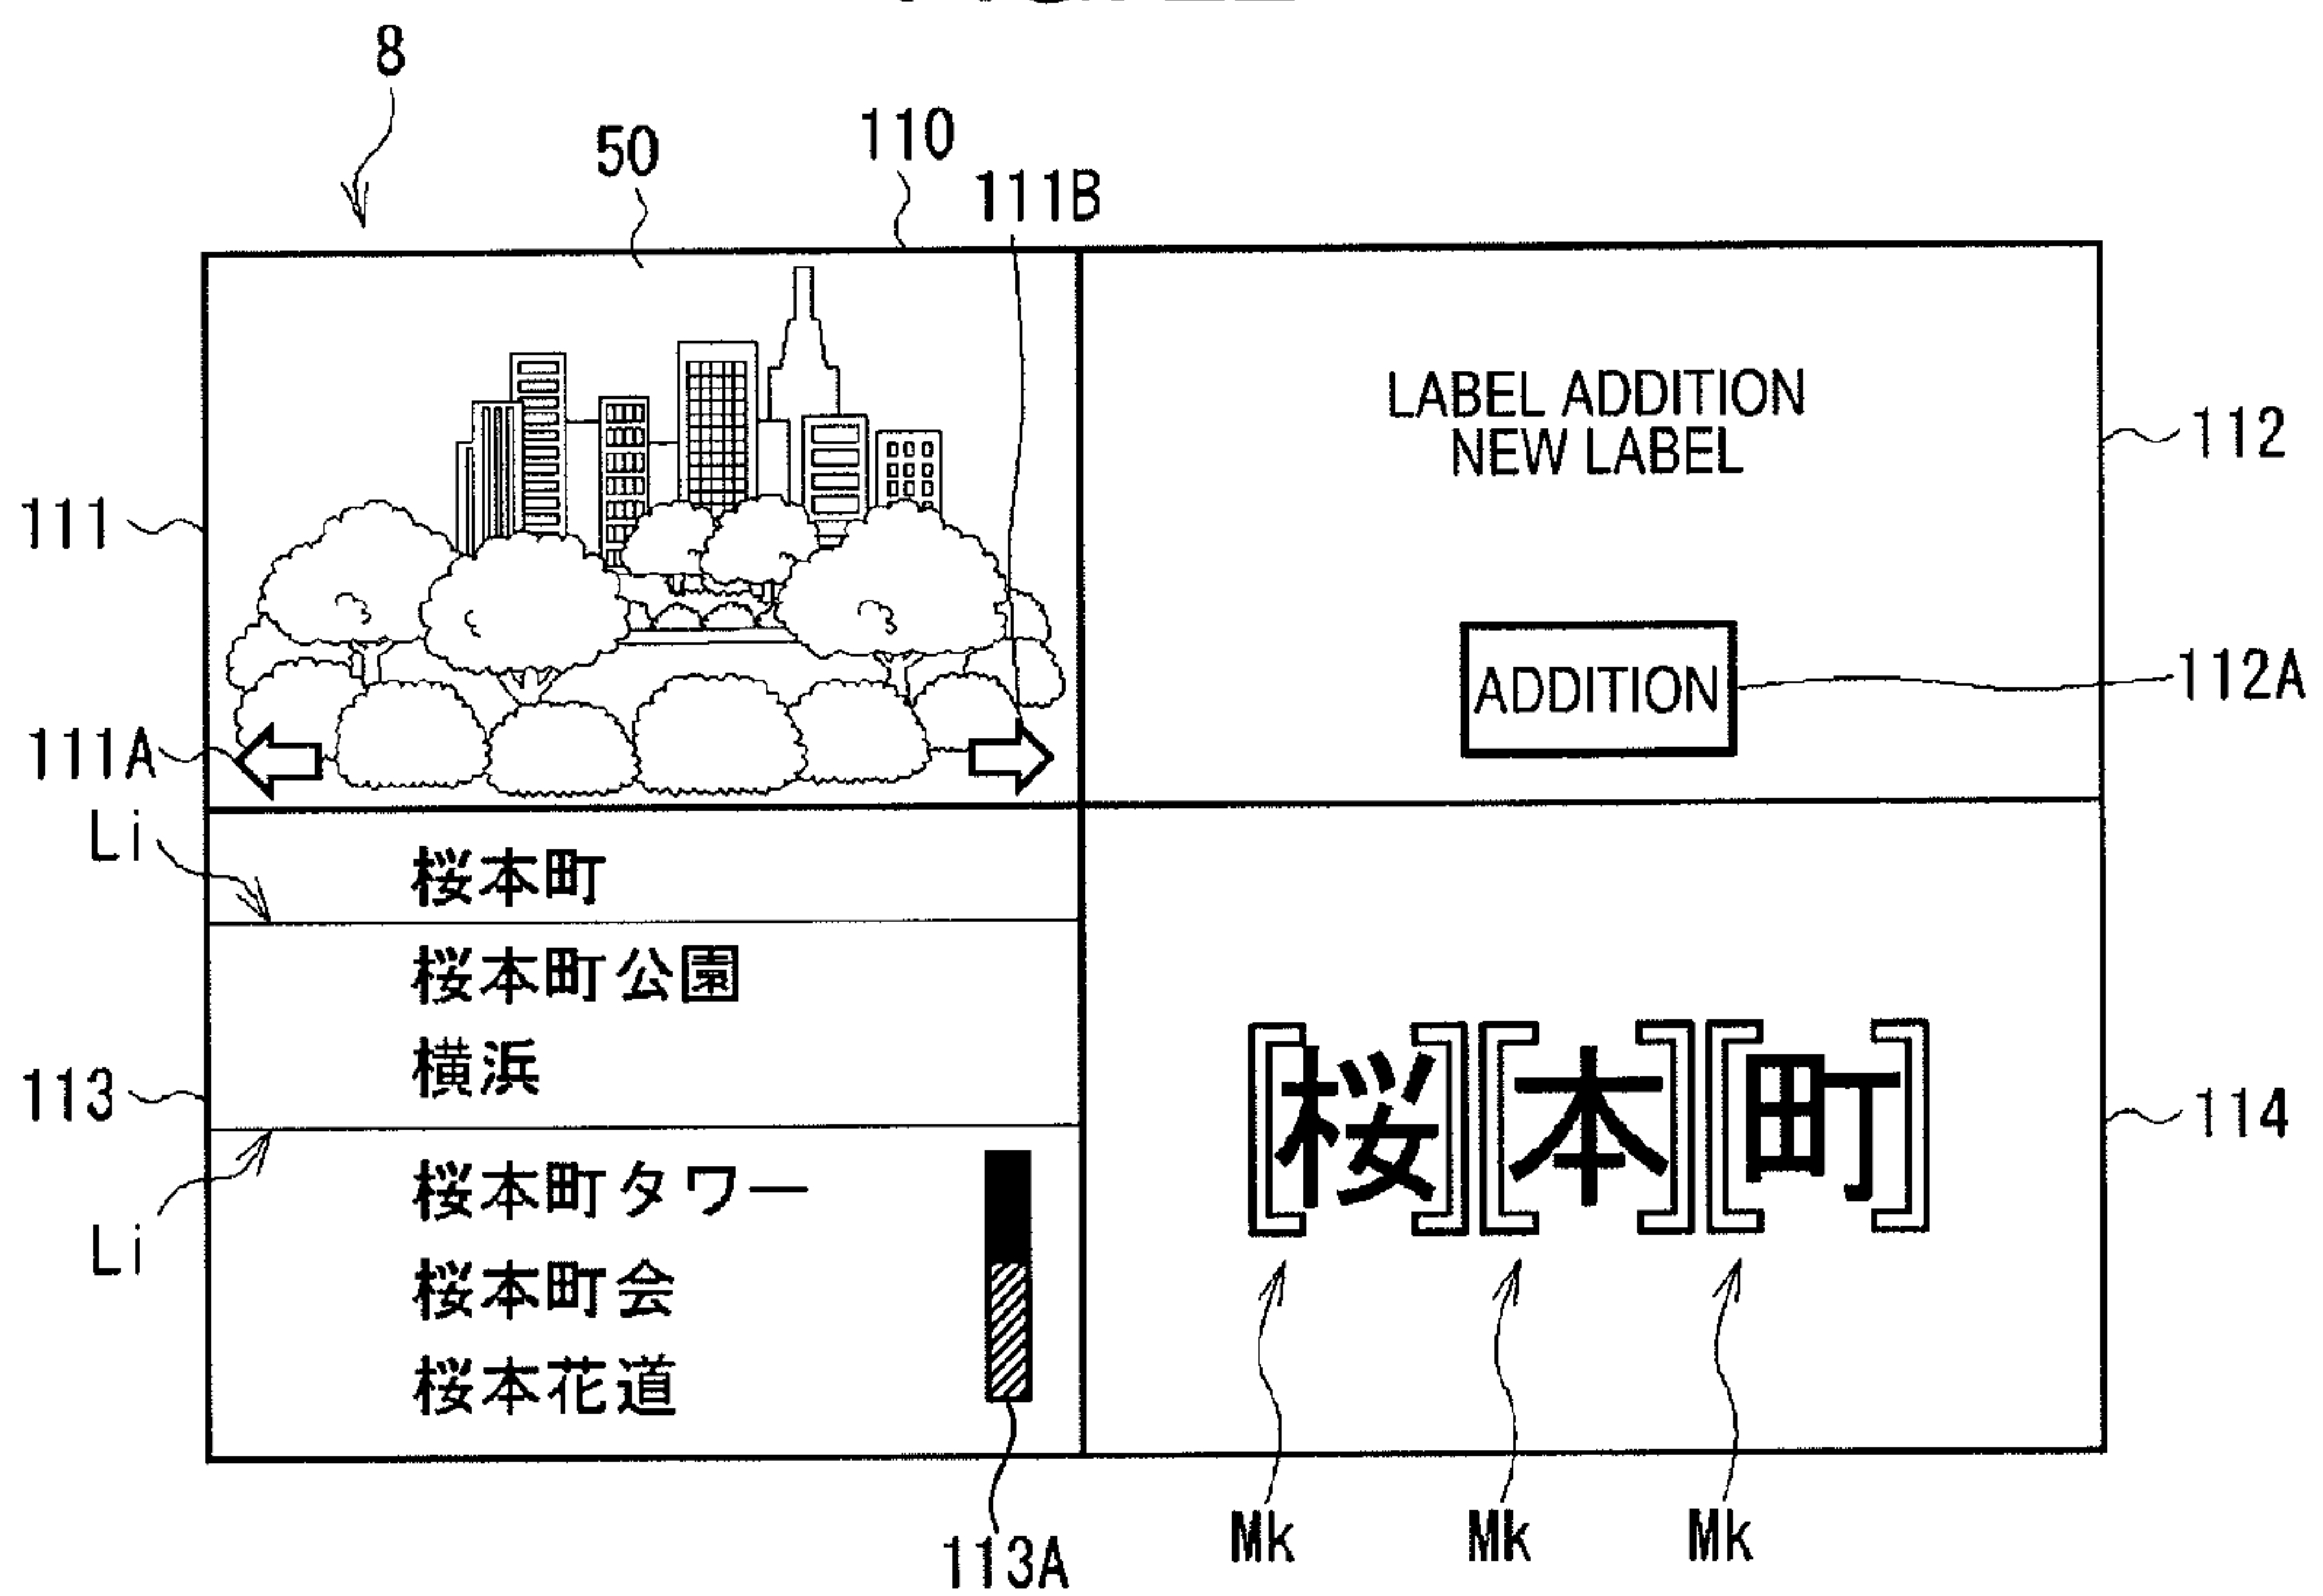 8
50
110
111B
LABEL ADDITION
NEW LABEL
112
111
ADDITION
112A
111A
Li
桜本町
桜本町公園
横浜
113
桜本町タワー
Li
桜本町会
桜本花道
[桜][本][町]
114
Mk Mk Mk
113A